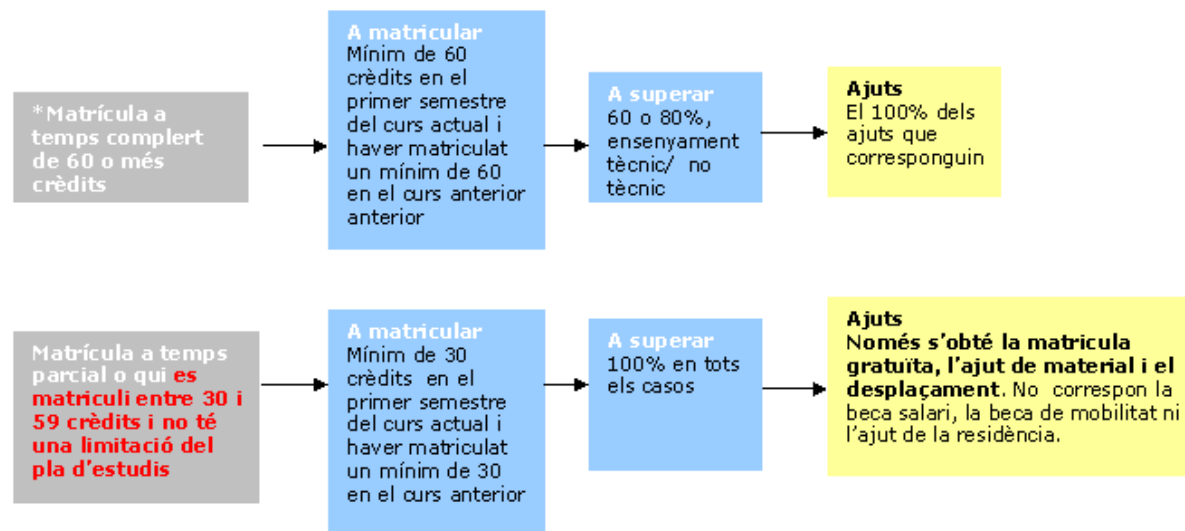 *Matrícula a
temps complert
de 60 o més
crèdits
A matricular
Mínim de 60
crèdits en el
primer semestre
del curs actual i
haver matriculat
un mínim de 60
en el curs anterior
anterior
A superar
60 o 80%,
ensenyament
tècnic/ no
tècnic
Ajuts
El 100% dels
ajuts que
corresponguin
Matrícula a temps
parcial o qui es
matriculi entre 30 i
59 crèdits i no té
una limitació del
pla d'estudis
A matricular
Mínim de 30
crèdits en el
primer semestre
del curs actual i
haver matriculat
un mínim de 30
en el curs anterior
A superar
100% en tots
els casos
Ajuts
Només s'obté la matricula
gratuïta, l'ajut de material i el
desplaçament. No correspon la
beca salari, la beca de mobilitat ni
l'ajut de la residència.